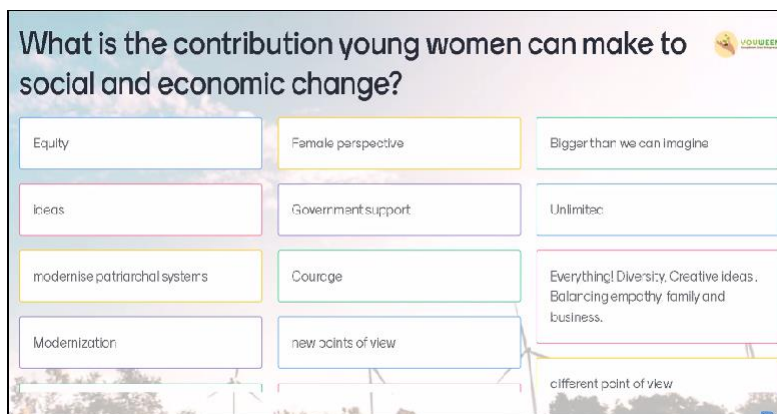 What is the contribution young women can make to
social and economic change?
YOUWEEN
Equity
Female perspective
Bigger than we can imagine
Ideas
Government support
Unlimited
modernise patriarchal systems
Courage
Everything! Diversity, Creative ideas.
Balancing empathy family and
business.
Modernization
new points of view
different point of view